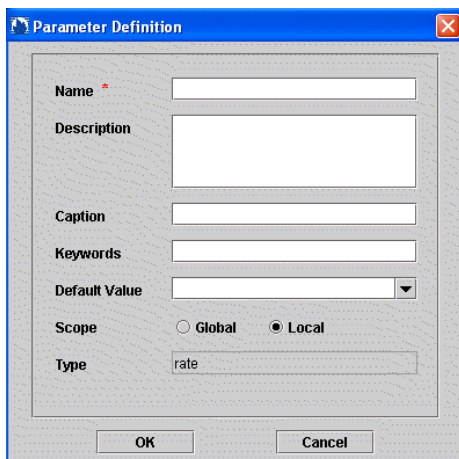 Parameter Definition
Name *
Description
Caption
Keywords
Default Value
Scope Global Local
Type rate
OK Cancel